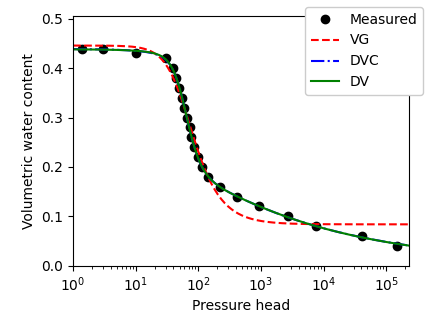 Measured
VG
DVC
DV
0.5
0.4
0.3
0.2
0.1
0.0
Volumetric water content
10⁰ 10¹ 10² 10³ 10⁴ 10⁵
Pressure head